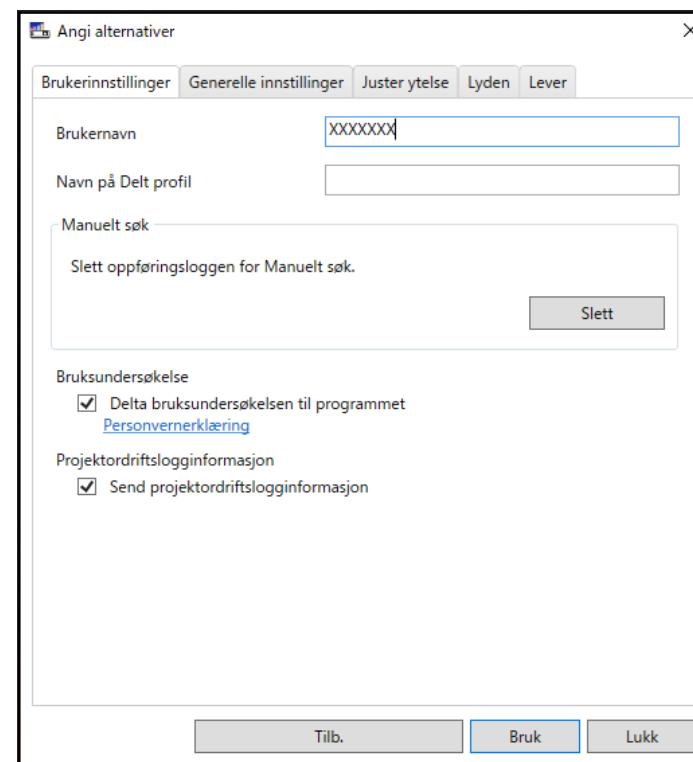 Angi alternativer
Brukerinnstillinger Generelle innstillinger Juster ytelse Lyden Lever
Brukernavn XXXXXXX
Navn på Delt profil
Manuelt søk
Slett oppføringsloggen for Manuelt søk.
Slett
Bruksundersøkelse
Delta bruksundersøkelsen til programmet
Personvernerklæring
Projektordriftslogginformasjon
Send projektordriftslogginformasjon
Tilb. Bruk Lukk